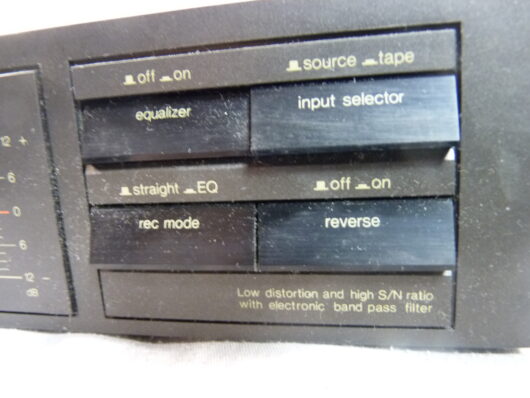 off on
source tape
equalizer
input selector
straight EQ
off on
rec mode
reverse
Low distortion and high S/N ratio
with electronic band pass filter
12 +
6
0
6
12 -
dB